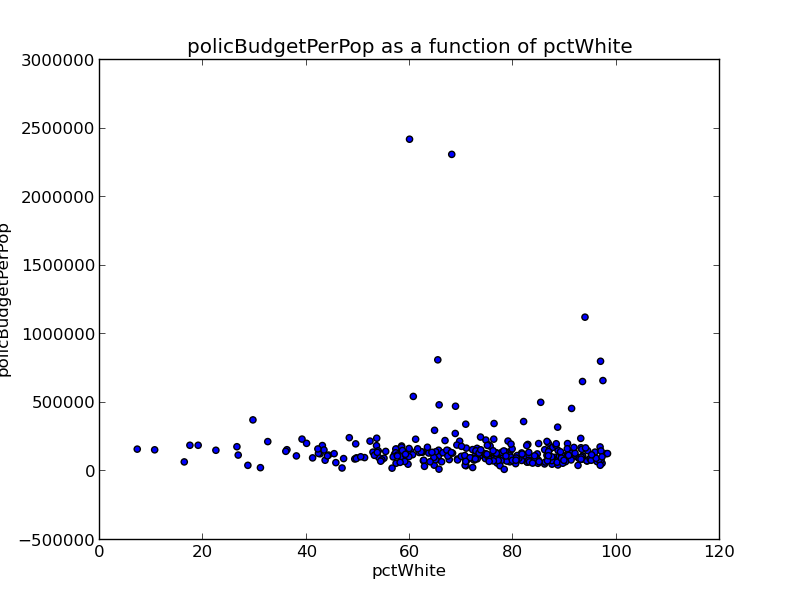 policBudgetPerPop as a function of pctWhite
3000000
2500000
2000000
1500000
1000000
500000
0
−500000
policBudgetPerPop
0 20 40 60 80 100 120
pctWhite